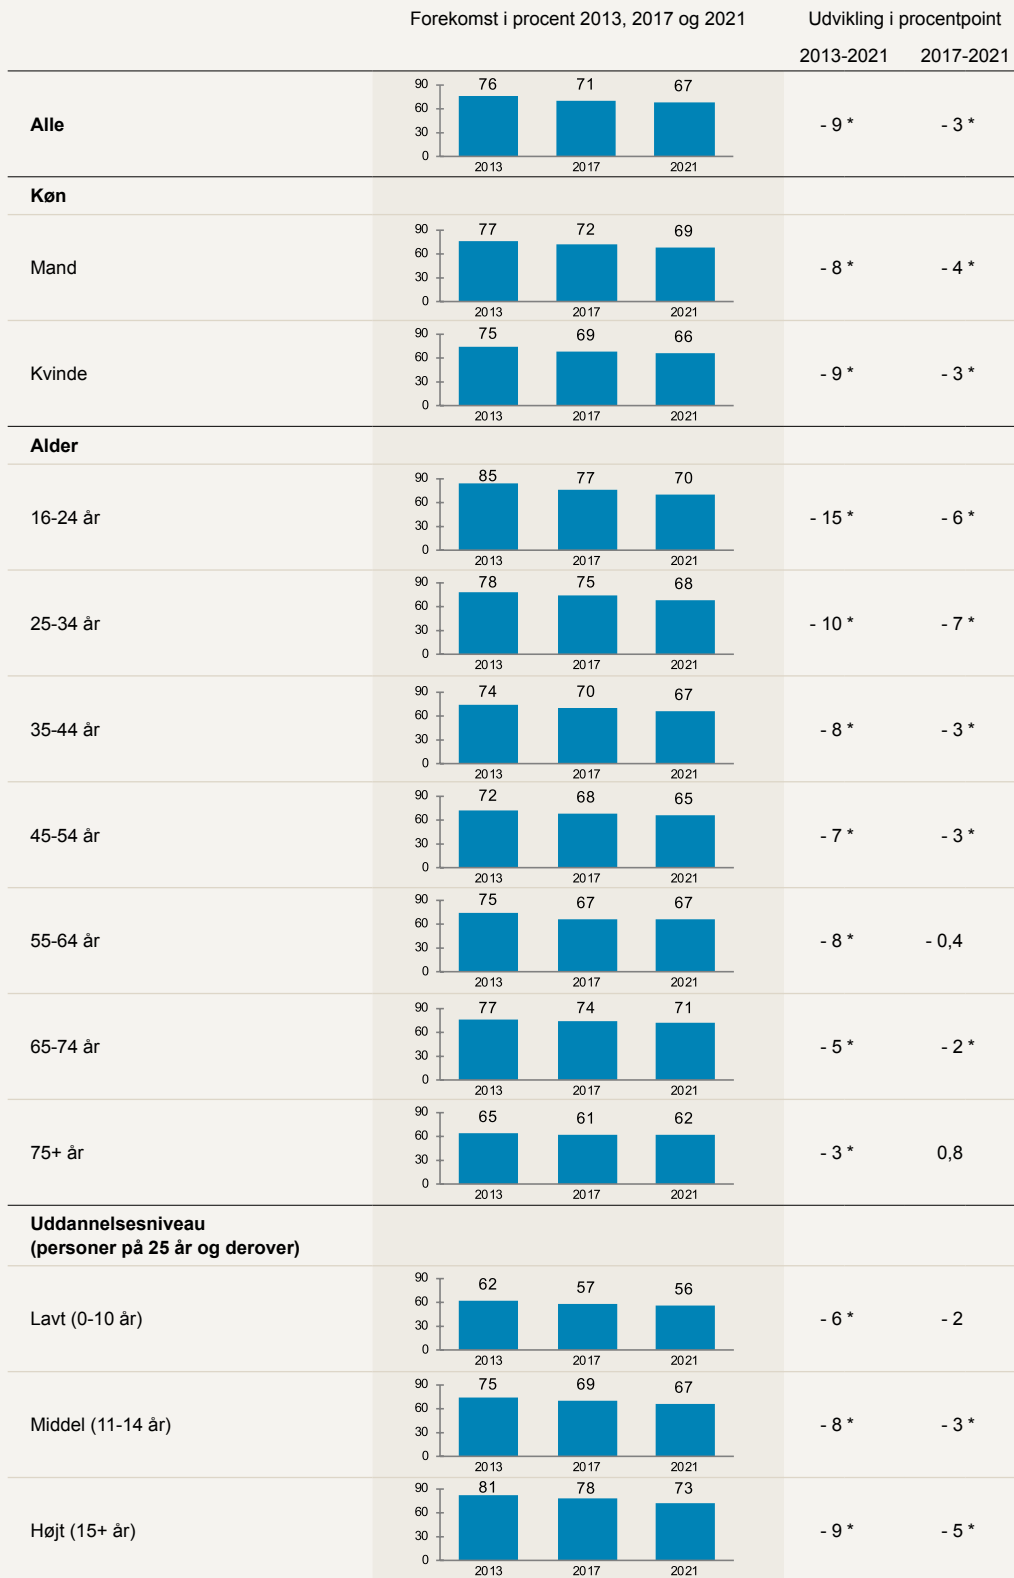 Forekomst i procent 2013, 2017 og 2021 Udvikling i procentpoint
2013-2021 2017-2021
Alle
90
60
30
0
76 71 67
2013 2017 2021
- 9 * - 3 *
Køn
Mand
90
60
30
0
77 72 69
2013 2017 2021
- 8 * - 4 *
Kvinde
90
60
30
0
75 69 66
2013 2017 2021
- 9 * - 3 *
Alder
16-24 år
90
60
30
0
85 77 70
2013 2017 2021
- 15 * - 6 *
25-34 år
90
60
30
0
78 75 68
2013 2017 2021
- 10 * - 7 *
35-44 år
90
60
30
0
74 70 67
2013 2017 2021
- 8 * - 3 *
45-54 år
90
60
30
0
72 68 65
2013 2017 2021
- 7 * - 3 *
55-64 år
90
60
30
0
75 67 67
2013 2017 2021
- 8 * - 0,4
65-74 år
90
60
30
0
77 74 71
2013 2017 2021
- 5 * - 2 *
75+ år
90
60
30
0
65 61 62
2013 2017 2021
- 3 * 0,8
Uddannelsesniveau
(personer på 25 år og derover)
Lavt (0-10 år)
90
60
30
0
62 57 56
2013 2017 2021
- 6 * - 2
Middel (11-14 år)
90
60
30
0
75 69 67
2013 2017 2021
- 8 * - 3 *
Højt (15+ år)
90
60
30
0
81 78 73
2013 2017 2021
- 9 * - 5 *